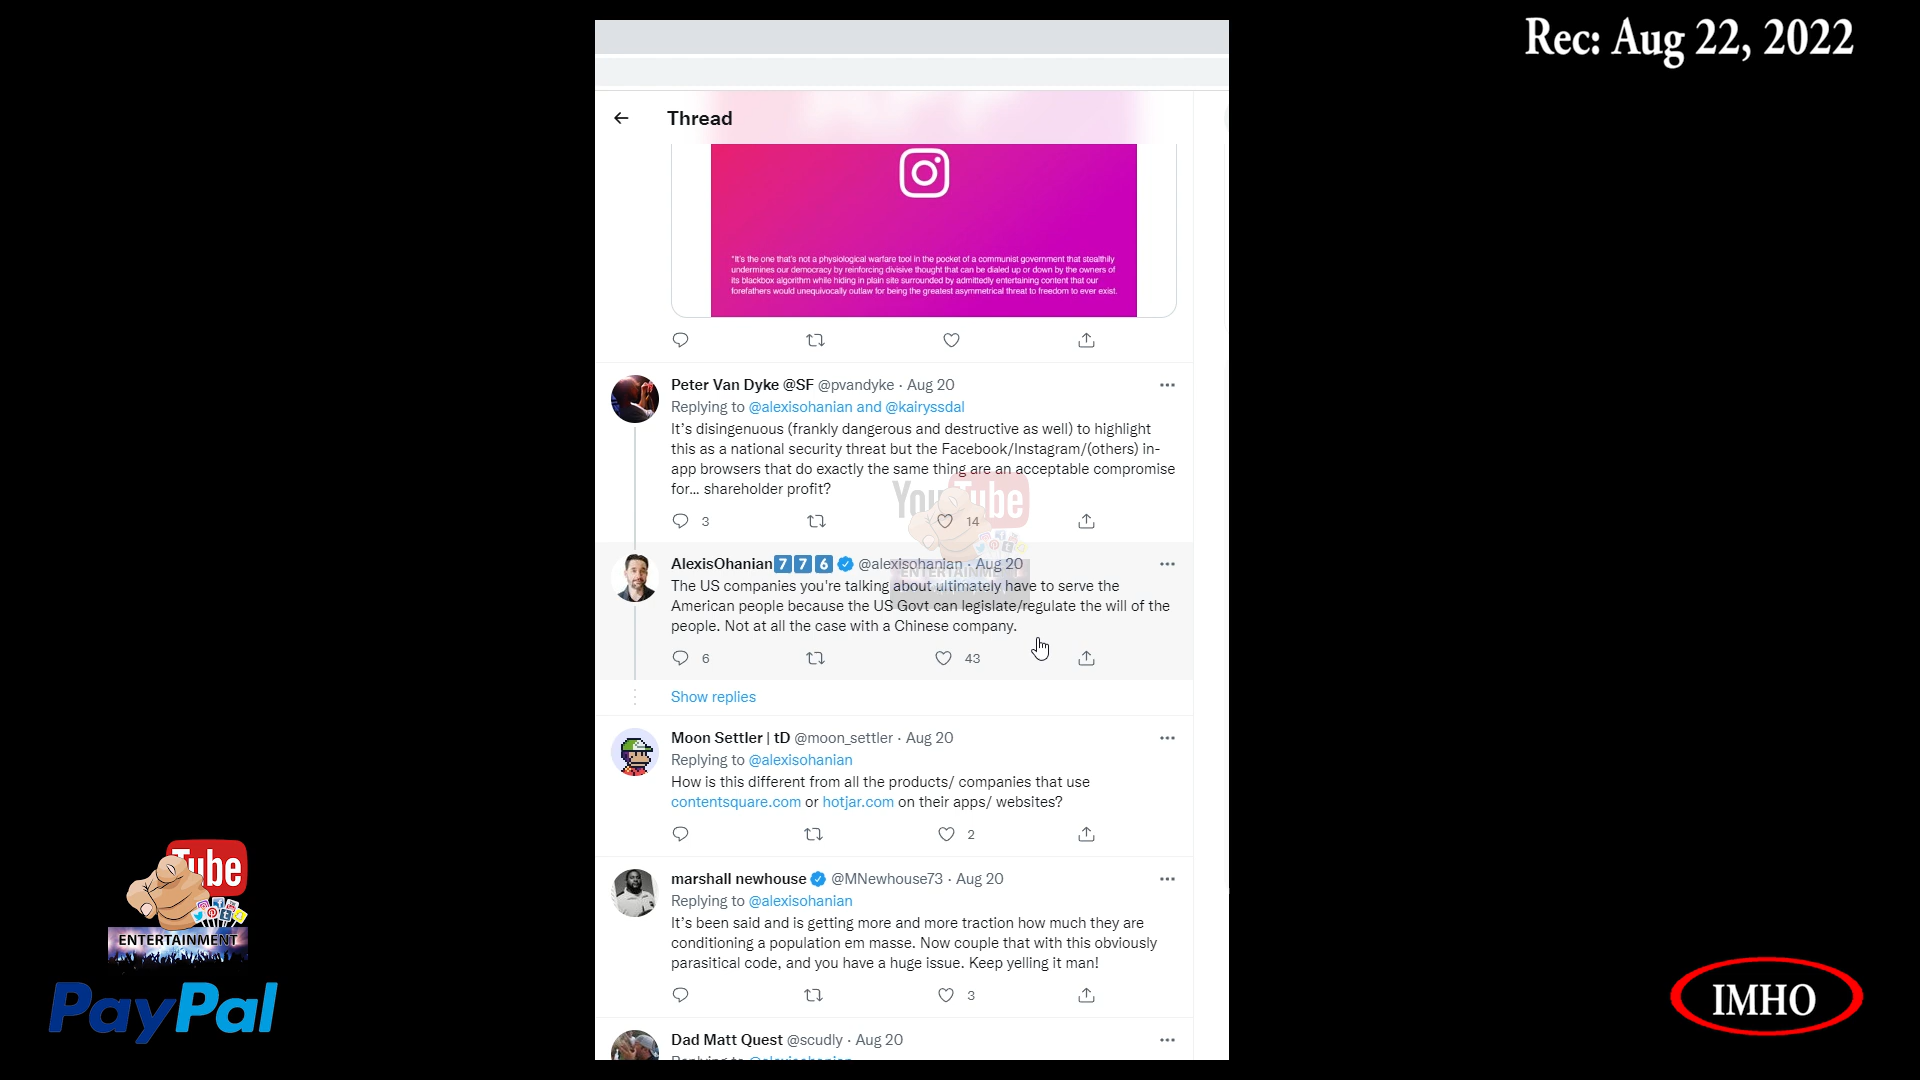 Rec: Aug 22, 2022
Thread
"It's the one that's not a physiological warfare tool in the pocket of a communist government that stealthily
undermines our democracy by reinforcing divisive thought that can be dialed up or down by the owners of
its blackbox algorithm while hiding in plain site surrounded by admittedly entertaining content that our
forefathers would unequivocally outlaw for being the greatest asymmetrical threat to freedom to ever exist.
Peter Van Dyke @SF @pvandyke · Aug 20
Replying to @alexisohanian and @kairyssdal
It's disingenuous (frankly dangerous and destructive as well) to highlight
this as a national security threat but the Facebook/Instagram/(others) in-
app browsers that do exactly the same thing are an acceptable compromise
for... shareholder profit?
3 14
YouTube
ENTERTAINMENT
AlexisOhanian 7 7 6 @alexisohanian · Aug 20
The US companies you're talking about ultimately have to serve the
American people because the US Govt can legislate/regulate the will of the
people. Not at all the case with a Chinese company.
6 43
Show replies
Moon Settler | tD @moon_settler · Aug 20
Replying to @alexisohanian
How is this different from all the products/ companies that use
contentsquare.com or hotjar.com on their apps/ websites?
2
marshall newhouse @MNewhouse73 · Aug 20
Replying to @alexisohanian
It's been said and is getting more and more traction how much they are
conditioning a population em masse. Now couple that with this obviously
parasitical code, and you have a huge issue. Keep yelling it man!
3
Dad Matt Quest @scudly · Aug 20
Replying to @alexisohanian
Tube
ENTERTAINMENT
PayPal
IMHO